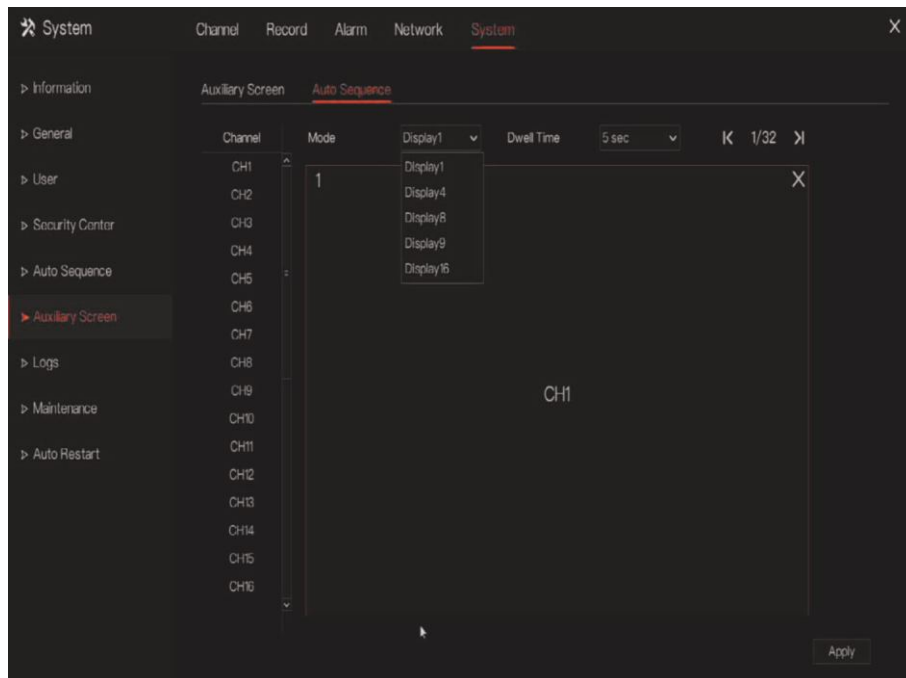 System
Channel Record Alarm Network System X
Information
General
User
Security Center
Auto Sequence
Auxiliary Screen
Logs
Maintenance
Auto Restart
Auxiliary Screen Auto Sequence
Channel Mode Display1 Dwell Time 5 sec 1/32
CH1
CH2
CH3
CH4
CH5
CH6
CH7
CH8
CH9
CH10
CH11
CH12
CH13
CH14
CH15
CH16
Display1
Display4
Display8
Display9
Display16
1 X
CH1
Apply